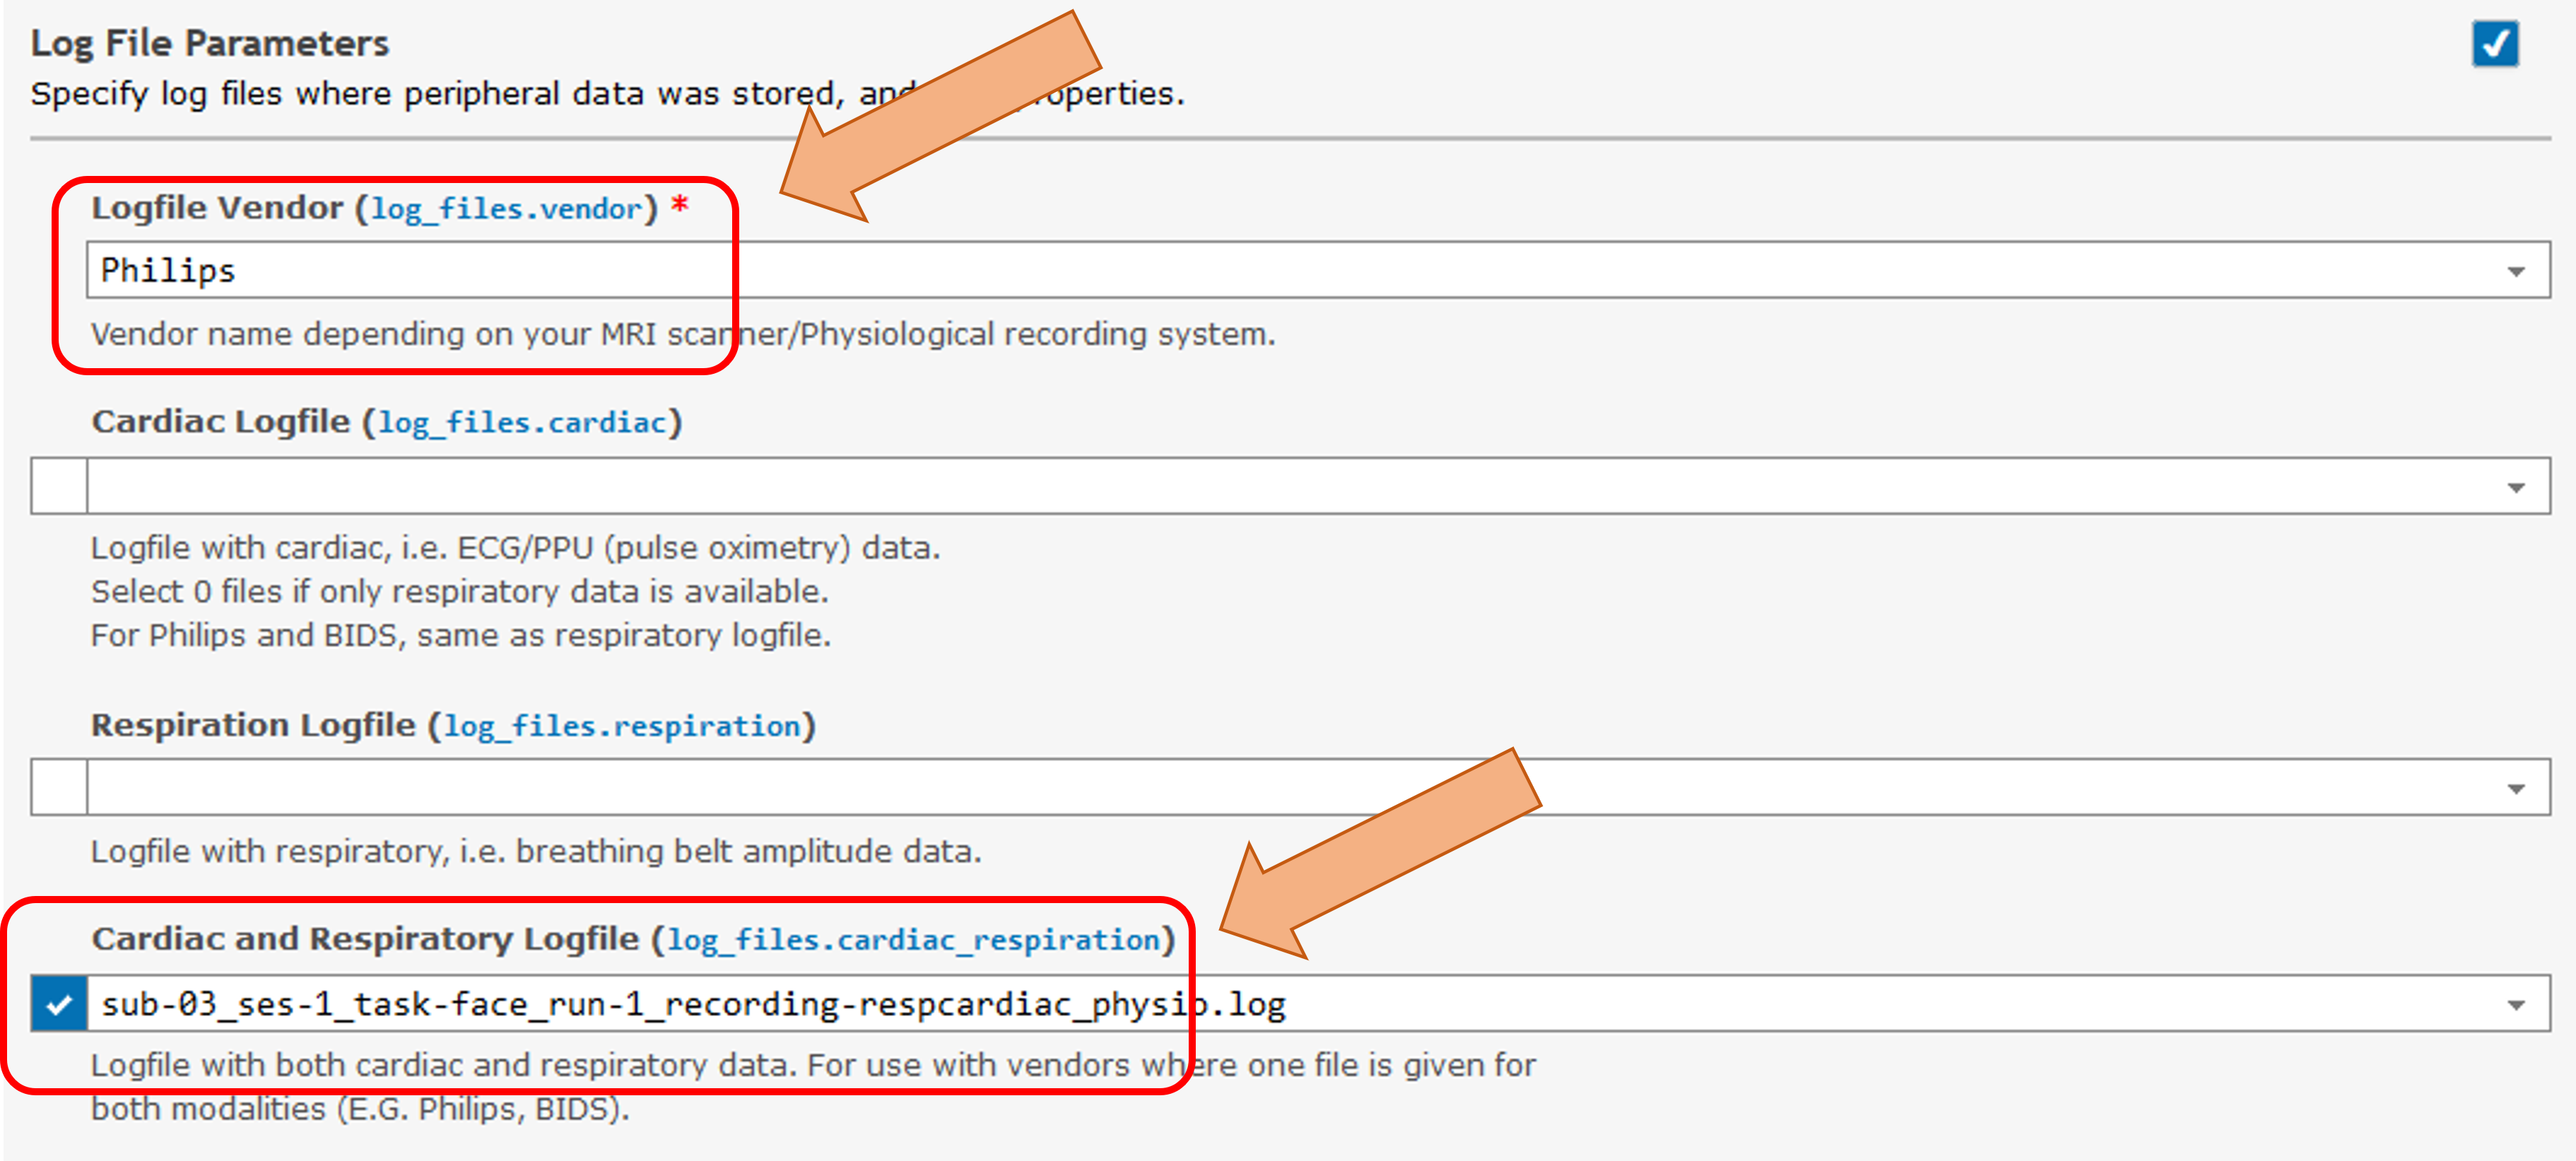 Log File Parameters
Specify log files where peripheral data was stored, and properties.
Logfile Vendor (log_files.vendor) *
Philips
Vendor name depending on your MRI scanner/Physiological recording system.
Cardiac Logfile (log_files.cardiac)
Logfile with cardiac, i.e. ECG/PPU (pulse oximetry) data.
Select 0 files if only respiratory data is available.
For Philips and BIDS, same as respiratory logfile.
Respiration Logfile (log_files.respiration)
Logfile with respiratory, i.e. breathing belt amplitude data.
Cardiac and Respiratory Logfile (log_files.cardiac_respiration)
sub-03_ses-1_task-face_run-1_recording-respcardiac_physio.log
Logfile with both cardiac and respiratory data. For use with vendors where one file is given for
both modalities (E.G. Philips, BIDS).